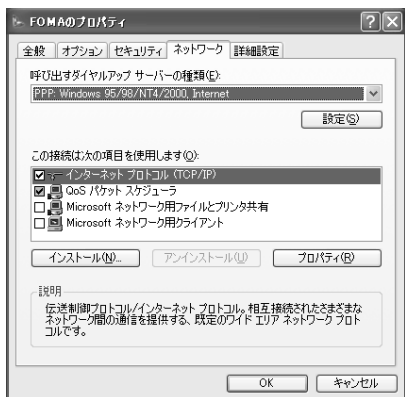 FOMAのプロパティ
全般 オプション セキュリティ ネットワーク 詳細設定
呼び出すダイヤルアップ サーバーの種類(E):
PPP: Windows 95/98/NT4/2000, Internet
設定(S)
この接続は次の項目を使用します(O):
インターネット プロトコル (TCP/IP)
QoS パケット スケジューラ
Microsoft ネットワーク用ファイルとプリンタ共有
Microsoft ネットワーク用クライアント
インストール(N)... アンインストール(U) プロパティ(R)
説明
伝送制御プロトコル/インターネット プロトコル。相互接続されたさまざまな
ネットワーク間の通信を提供する、既定のワイド エリア ネットワーク プロト
コルです。
OK キャンセル